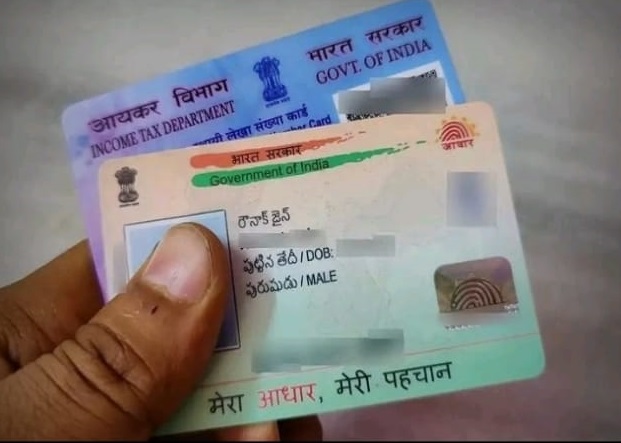 आयकर विभाग
INCOME TAX DEPARTMENT
भारत सरकार
GOVT. OF INDIA
लेखा संख्या कार्ड
Card
भारत सरकार
Government of India
आधार
రౌనాక్ జైన్
పుట్టిన తేదీ / DOB:
పురుషుడు / MALE
मेरा आधार, मेरी पहचान